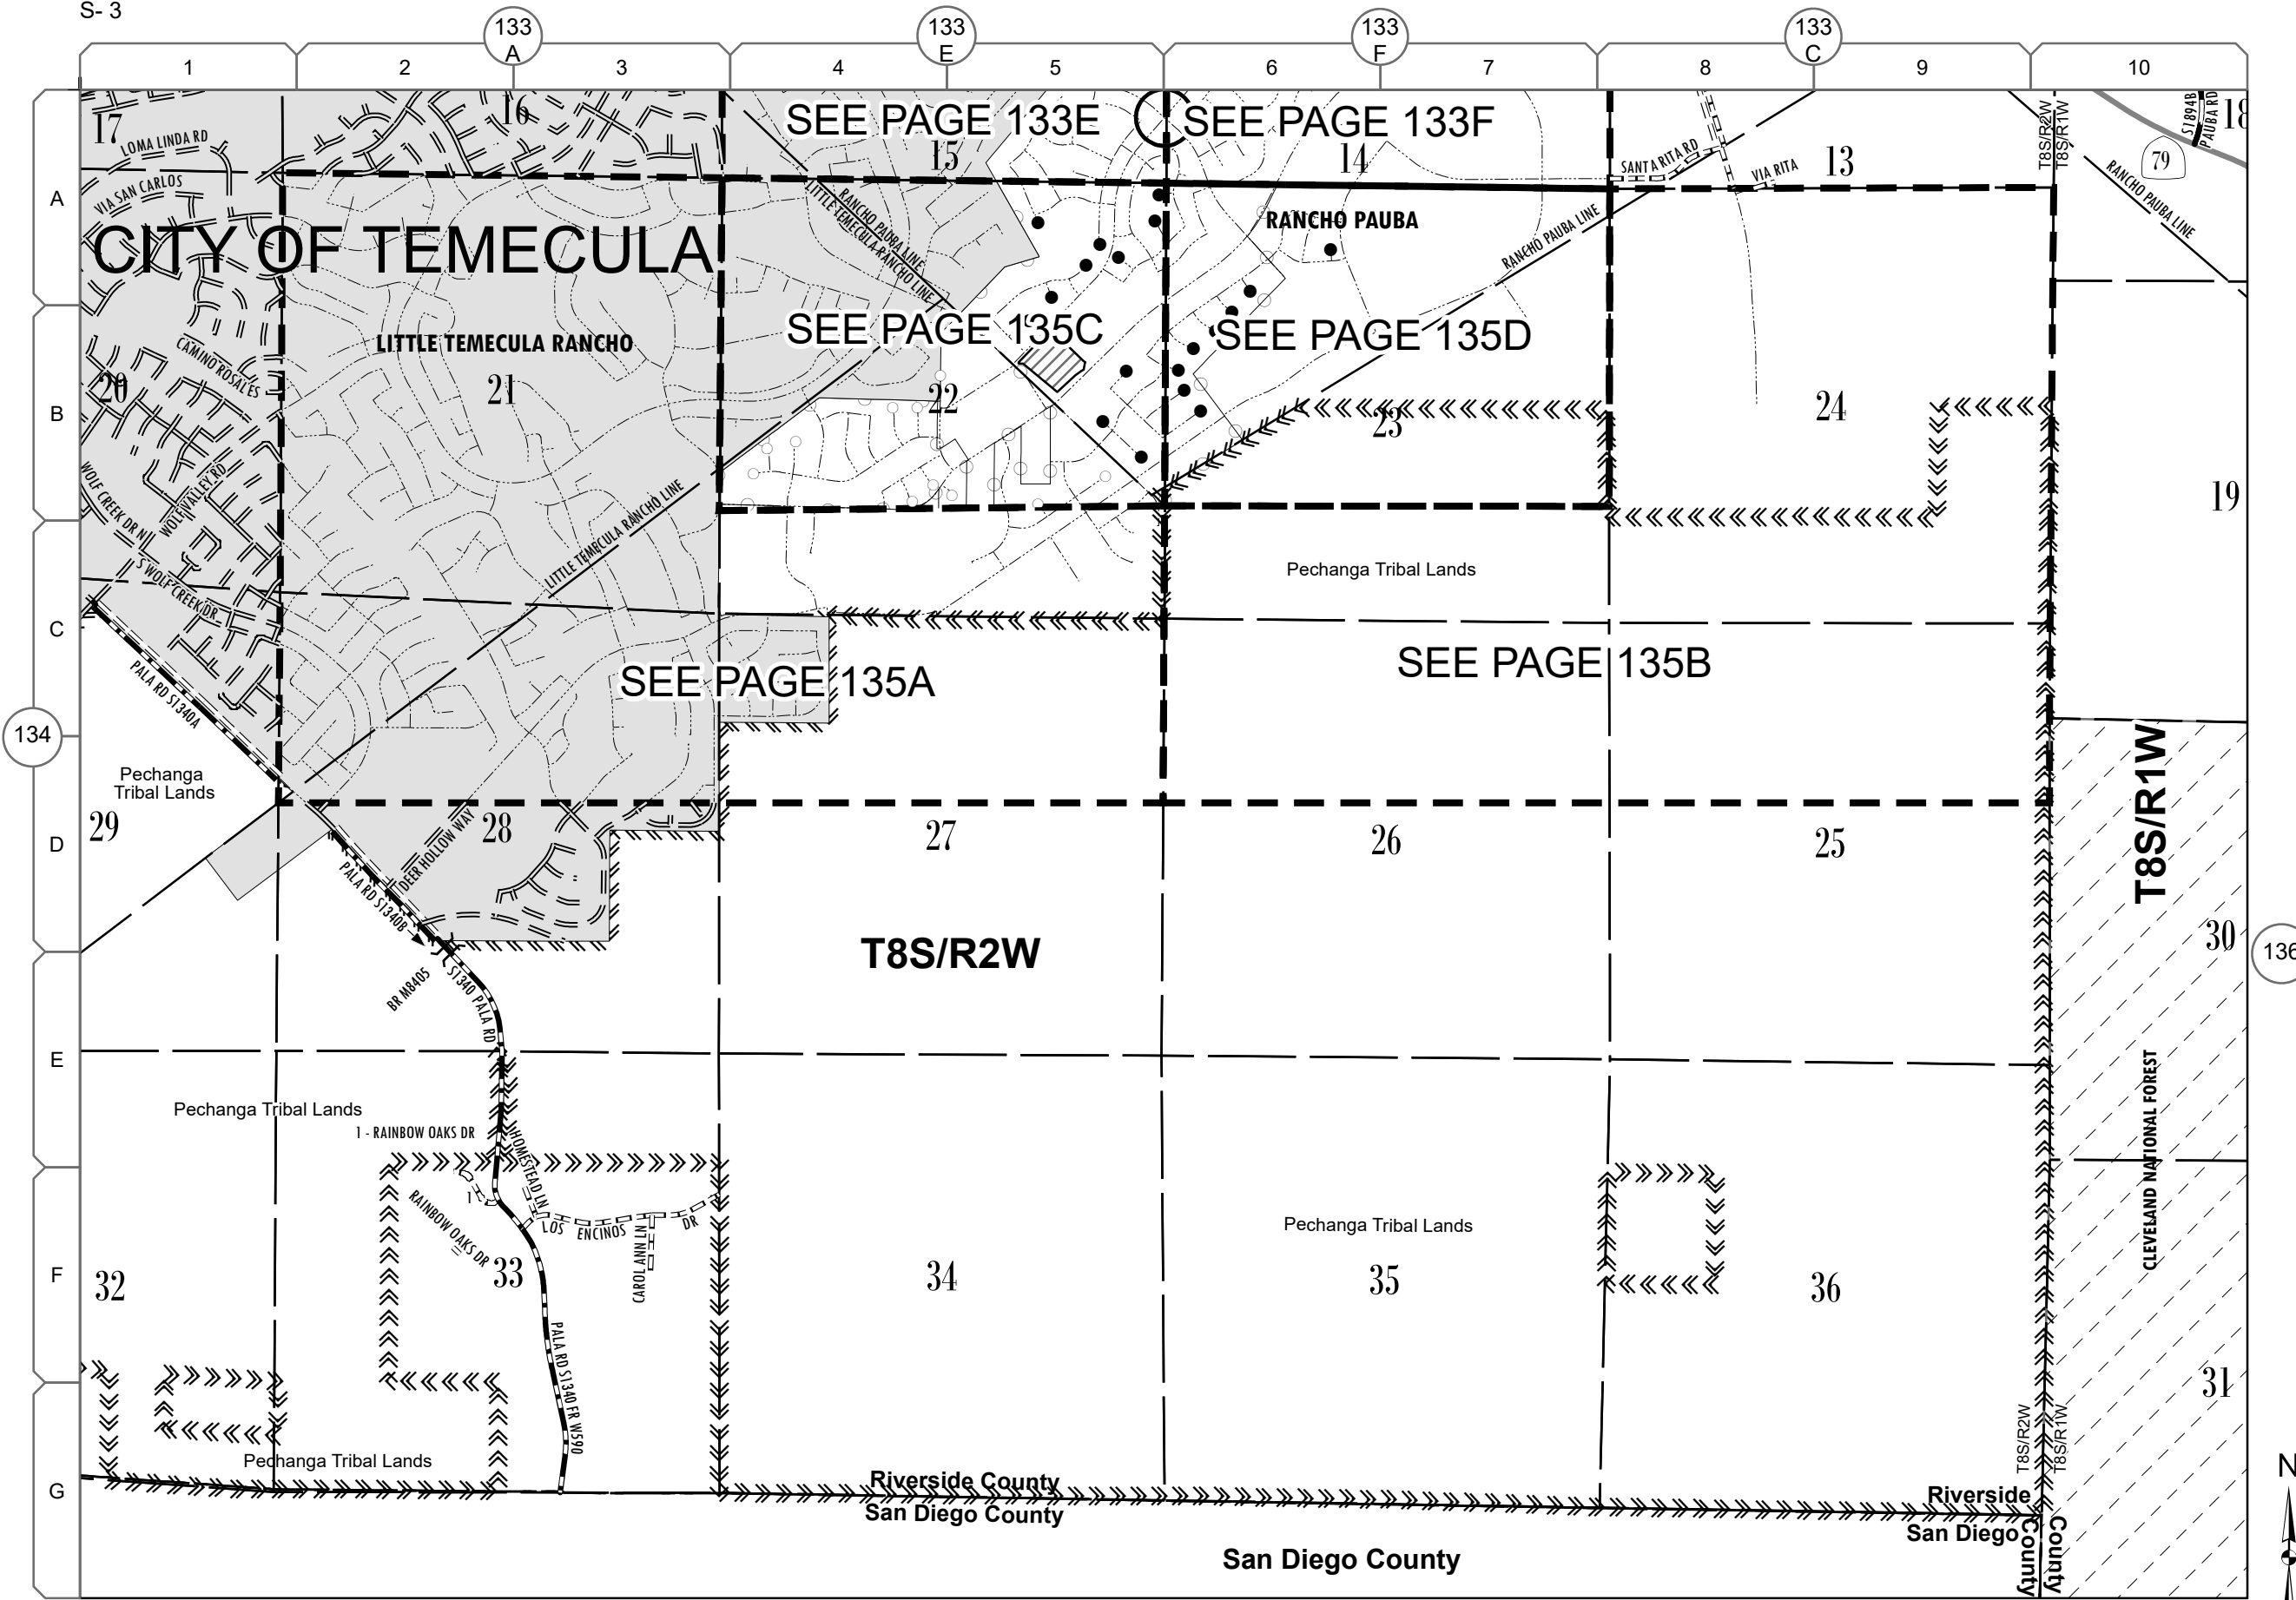 S- 3
133
A
133
E
133
F
133
C
1
2
3
4
5
6
7
8
9
10
A
B
C
D
E
F
G
134
136
N
17
16
15
14
13
18
SEE PAGE 133E
SEE PAGE 133F
LOMA LINDA RD
VIA SAN CARLOS
SANTA RITA RD
VIA RITA
T8S/R2W
T8S/R1W
S1894B
PAUBA RD
79
RANCHO PAUBA LINE
CITY OF TEMECULA
RANCHO PAUBA LINE
LITTLE TEMECULA RANCHO LINE
RANCHO PAUBA
RANCHO PAUBA LINE
SEE PAGE 135C
SEE PAGE 135D
LITTLE TEMECULA RANCHO
CAMINO ROSALES
20
21
22
23
24
19
WOLF VALLEY RD
WOLF CREEK DR N
S WOLF CREEK DR
LITTLE TEMECULA RANCHO LINE
Pechanga Tribal Lands
SEE PAGE 135A
SEE PAGE 135B
PALA RD S1340A
Pechanga
Tribal Lands
29
28
27
26
25
30
T8S/R1W
DEER HOLLOW WAY
PALA RD S1340B
BR M8405
S1340 PALA RD
T8S/R2W
Pechanga Tribal Lands
1 - RAINBOW OAKS DR
HOMESTEAD LN
1
RAINBOW OAKS DR
LOS ENCINOS DR
CAROL ANN LN
CLEVELAND NATIONAL FOREST
Pechanga Tribal Lands
32
33
34
35
36
31
PALA RD S1340 FR W590
Pechanga Tribal Lands
T8S/R2W
T8S/R1W
Riverside County
San Diego County
Riverside
San Diego
County
County
San Diego County